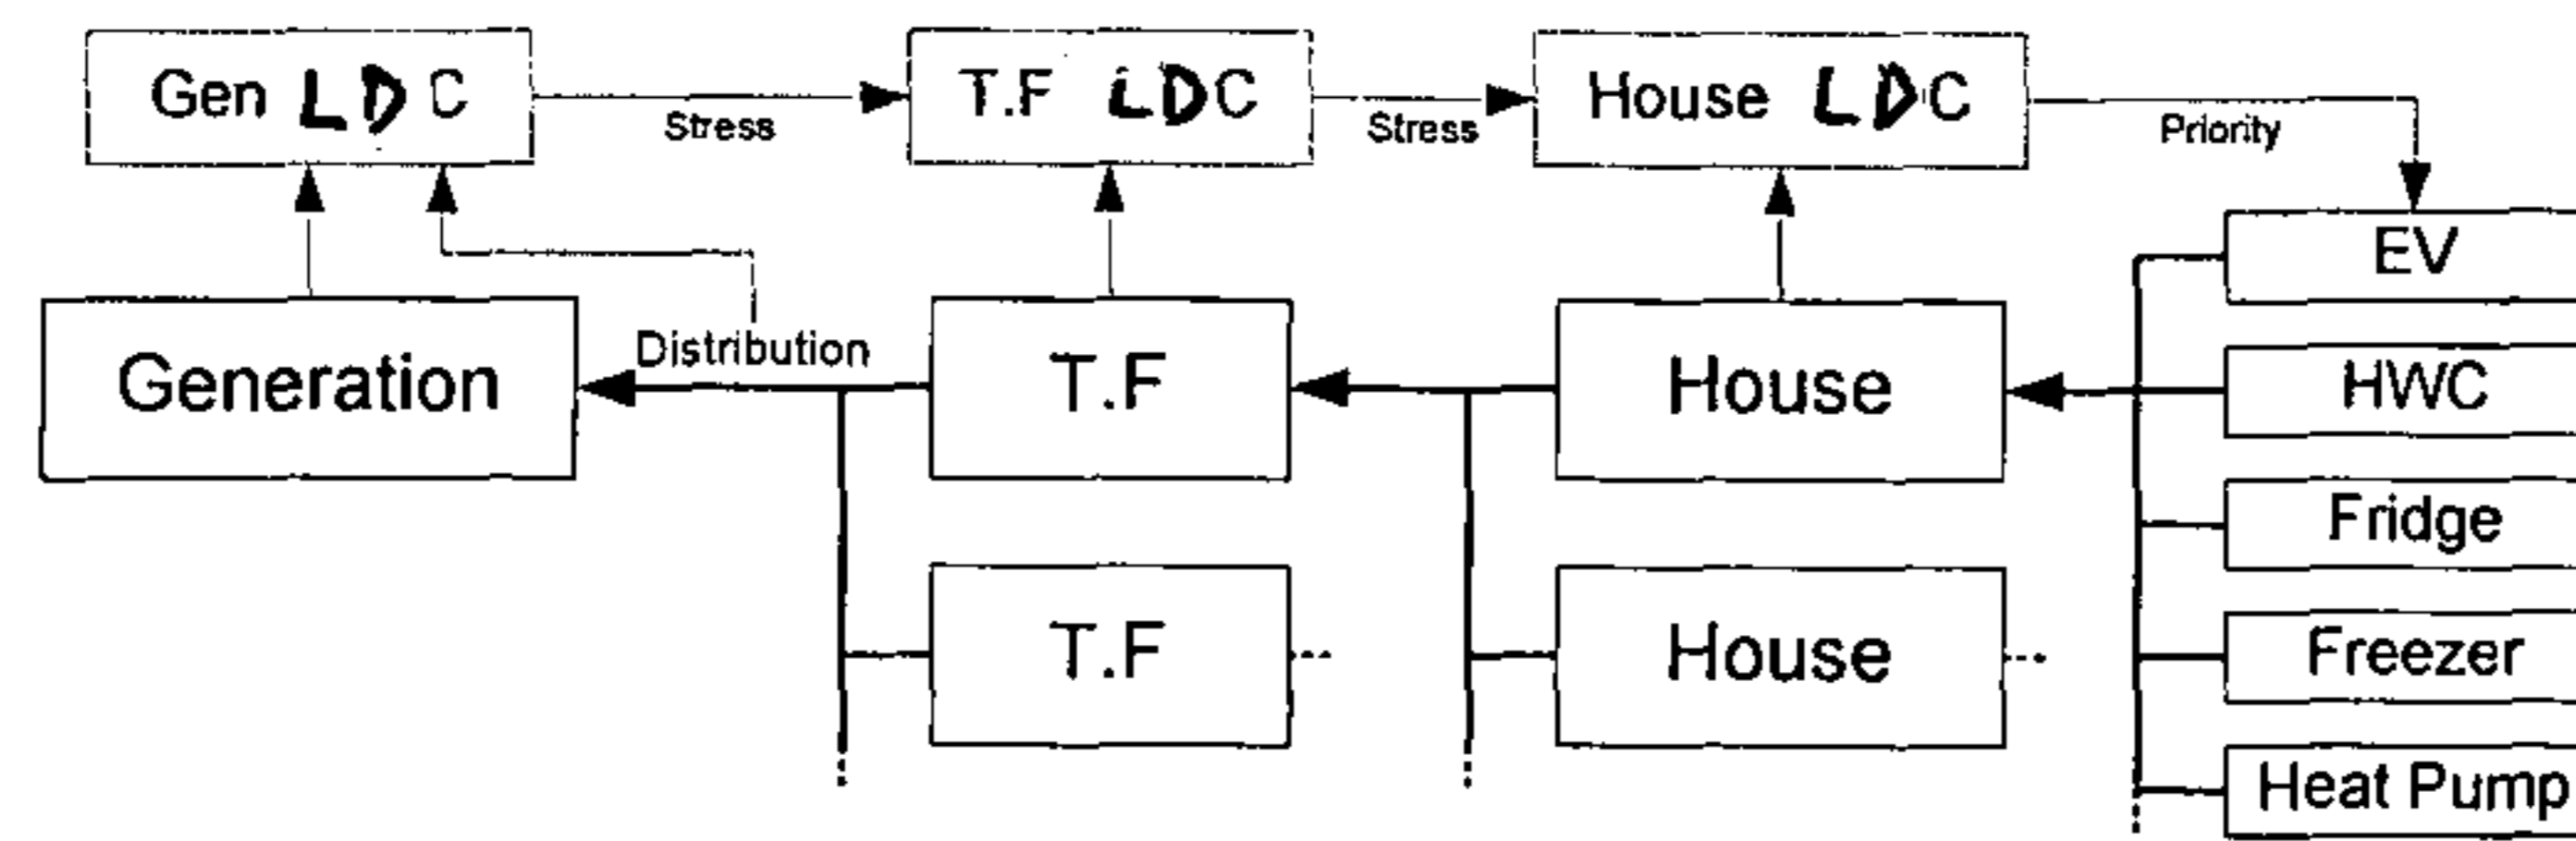 Gen LDC
Stress
T.F LDC
Stress
House LDC
Priority
EV
Generation
Distribution
T.F
House
HWC
Fridge
T.F
House
Freezer
Heat Pump